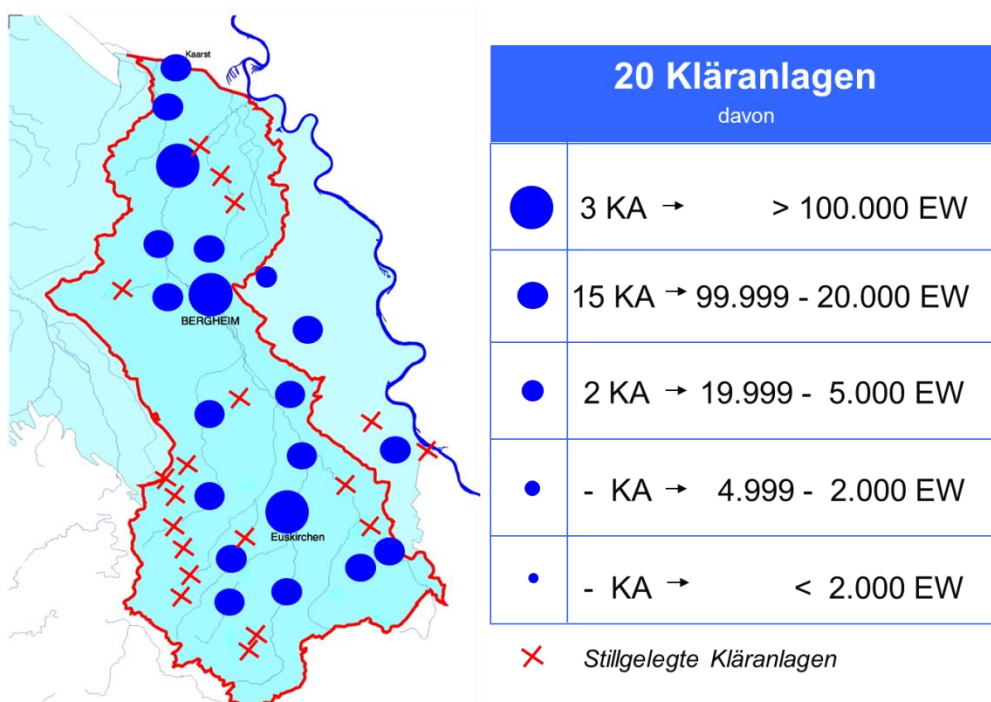 Kaarst
BERGHEIM
Euskirchen
20 Kläranlagen
davon
3 KA → > 100.000 EW
15 KA → 99.999 - 20.000 EW
2 KA → 19.999 - 5.000 EW
- KA → 4.999 - 2.000 EW
- KA → < 2.000 EW
Stillgelegte Kläranlagen